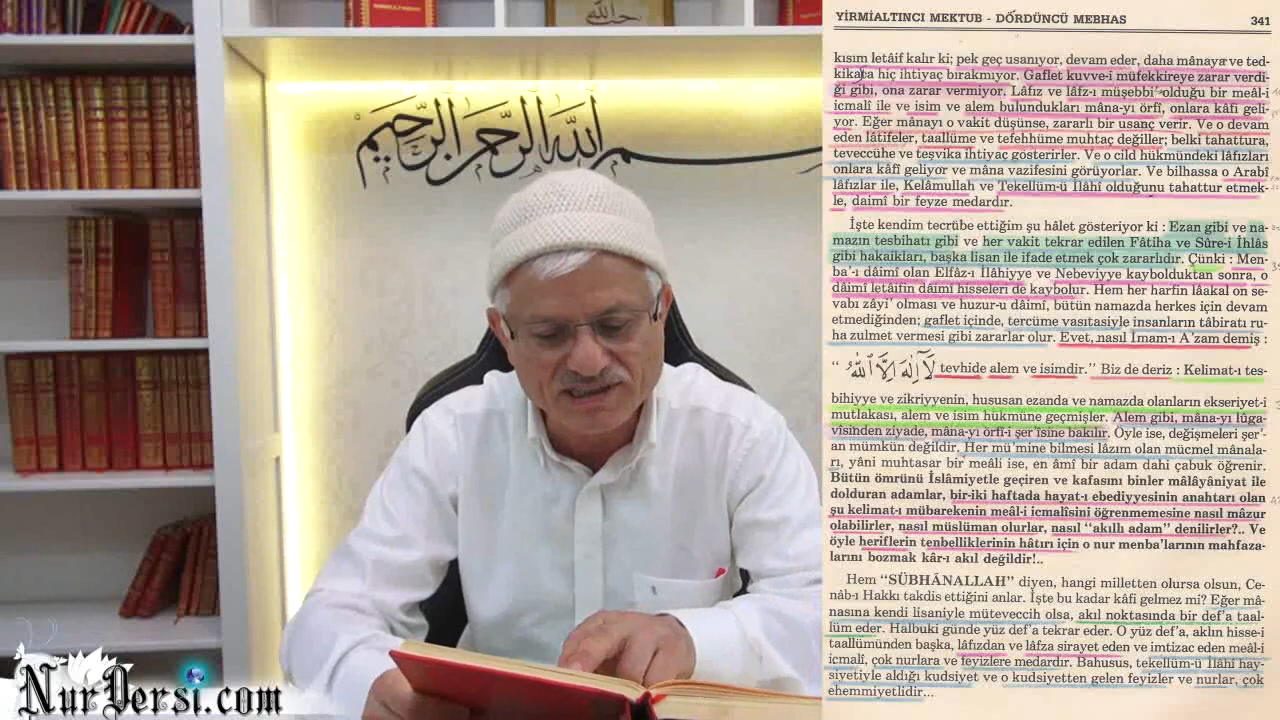 بسم الله الرحمن الرحيم
NurDersi.com
YİRMİALTINCI MEKTUB - DÖRDÜNCÜ MEBHAS 341
kısım letâif kalır ki; pek geç usanıyor, devam eder, daha mânaya ve ted-
kikata hiç ihtiyaç bırakmıyor. Gaflet kuvve-i müfekkireye zarar verdi-
ği gibi, ona zarar vermiyor. Lâfız ve lâfz-ı müşebbi' olduğu bir meâl-i
icmalî ile ve isim ve alem bulundukları mâna-yı örfî, onlara kâfi geli-
yor. Eğer mânayı o vakit düşünse, zararlı bir usanç verir. Ve o devam
eden lâtifeler, taallüme ve tefehhüme muhtaç değiller; belki tahattura,
teveccühe ve teşvika ihtiyaç gösterirler. Ve o cild hükmündeki lâfızları
onlara kâfi geliyor ve mâna vazifesini görüyorlar. Ve bilhassa o Arabî
lâfızlar ile, Kelâmullah ve Tekellüm-ü İlâhî olduğunu tahattur etmek-
le, daimî bir feyze medardır.
İşte kendim tecrübe ettiğim şu hâlet gösteriyor ki : Ezan gibi ve na-
mazın tesbihatı gibi ve her vakit tekrar edilen Fâtiha ve Sûre-i İhlâs
gibi hakaikları, başka lisan ile ifade etmek çok zararlıdır. Çünki : Men-
ba'-ı dâimî olan Elfâz-ı İlâhiyye ve Nebeviyye kaybolduktan sonra, o
dâimî letâifin dâimî hisseleri de kaybolur. Hem her harfin lâakal on se-
vabı zâyi' olması ve huzur-u dâimî, bütün namazda herkes için devam
etmediğinden; gaflet içinde, tercüme vasıtasiyle insanların tâbiratı ru-
ha zulmet vermesi gibi zararlar olur. Evet, nasıl İmam-ı A'zam demiş :
“ لَا اِلٰهَ اِلَّا اللّٰهُ tevhide alem ve isimdir.” Biz de deriz : Kelimat-ı tes-
bihiyye ve zikriyyenin, hususan ezanda ve namazda olanların ekseriyet-i
mutlakası, alem ve isim hükmüne geçmişler. Alem gibi, mâna-yı lûga-
visinden ziyade, mâna-yı örfî-i şer'îsine bakılır. Öyle ise, değişmeleri şer'-
an mümkün değildir. Her mü'mine bilmesi lâzım olan mücmel mânala-
rı, yâni muhtasar bir meâli ise, en âmî bir adam dahi çabuk öğrenir.
Bütün ömrünü İslâmiyetle geçiren ve kafasını binler mâlâyâniyat ile
dolduran adamlar, bir-iki haftada hayat-ı ebediyyesinin anahtarı olan
şu kelimat-ı mübarekenin meâl-i icmalîsini öğrenmemesine nasıl mâzur
olabilirler, nasıl müslüman olurlar, nasıl “akıllı adam” denilirler?.. Ve
öyle heriflerin tenbelliklerinin hâtırı için o nur menba'larının mahfaza-
larını bozmak kâr-ı akıl değildir!..
Hem “SÜBHÂNALLAH” diyen, hangi milletten olursa olsun, Ce-
nâb-ı Hakkı takdis ettiğini anlar. İşte bu kadar kâfi gelmez mi? Eğer mâ-
nasına kendi lisaniyle müteveccih olsa, akıl noktasında bir def'a taal-
lüm eder. Halbuki günde yüz def'a tekrar eder. O yüz def'a, aklın hisse-i
taallümünden başka, lâfızdan ve lâfza sirayet eden ve imtizac eden meâl-i
icmalî, çok nurlara ve feyizlere medardır. Bahusus, tekellüm-ü İlâhî hay-
siyetiyle aldığı kudsiyet ve o kudsiyetten gelen feyizler ve nurlar, çok
ehemmiyetlidir...